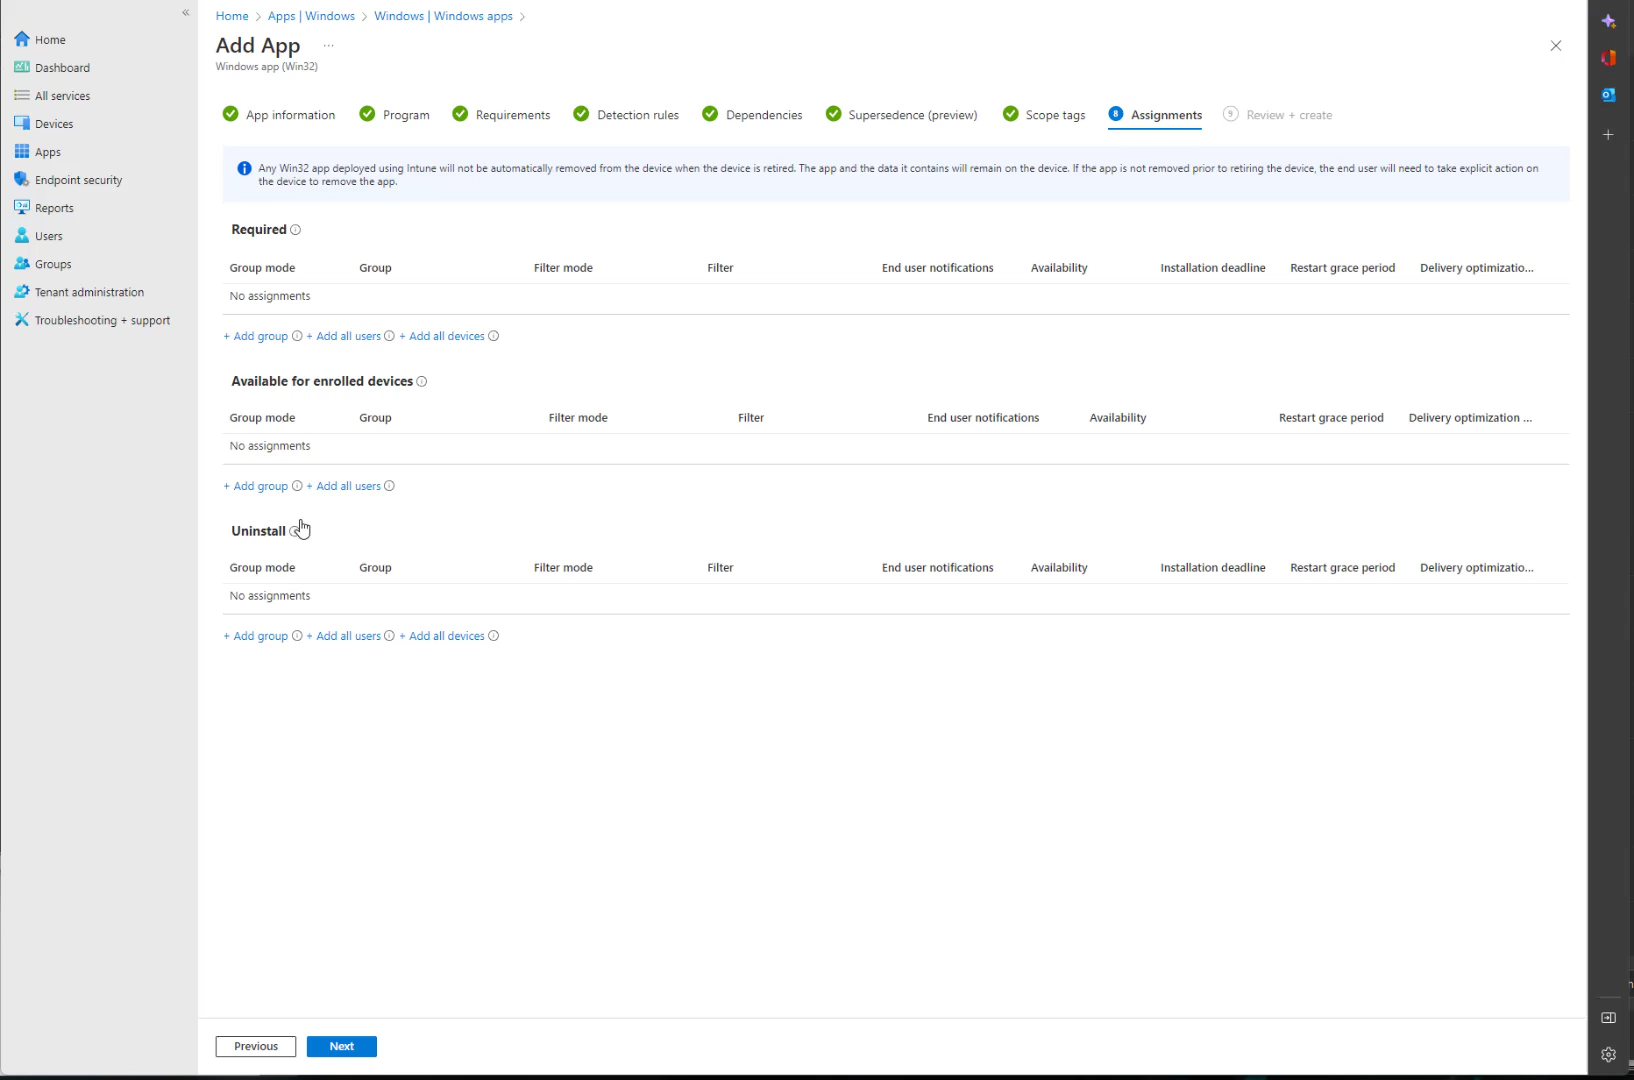 «
Home
Dashboard
All services
Devices
Apps
Endpoint security
Reports
Users
Groups
Tenant administration
Troubleshooting + support
Home > Apps | Windows > Windows | Windows apps >
Add App ...
Windows app (Win32)
App information Program Requirements Detection rules Dependencies Supersedence (preview) Scope tags 8 Assignments 9 Review + create
Any Win32 app deployed using Intune will not be automatically removed from the device when the device is retired. The app and the data it contains will remain on the device. If the app is not removed prior to retiring the device, the end user will need to take explicit action on
the device to remove the app.
Required
Group mode Group Filter mode Filter End user notifications Availability Installation deadline Restart grace period Delivery optimizatio...
No assignments
+ Add group + Add all users + Add all devices
Available for enrolled devices
Group mode Group Filter mode Filter End user notifications Availability Restart grace period Delivery optimization ...
No assignments
+ Add group + Add all users
Uninstall
Group mode Group Filter mode Filter End user notifications Availability Installation deadline Restart grace period Delivery optimizatio...
No assignments
+ Add group + Add all users + Add all devices
Previous Next